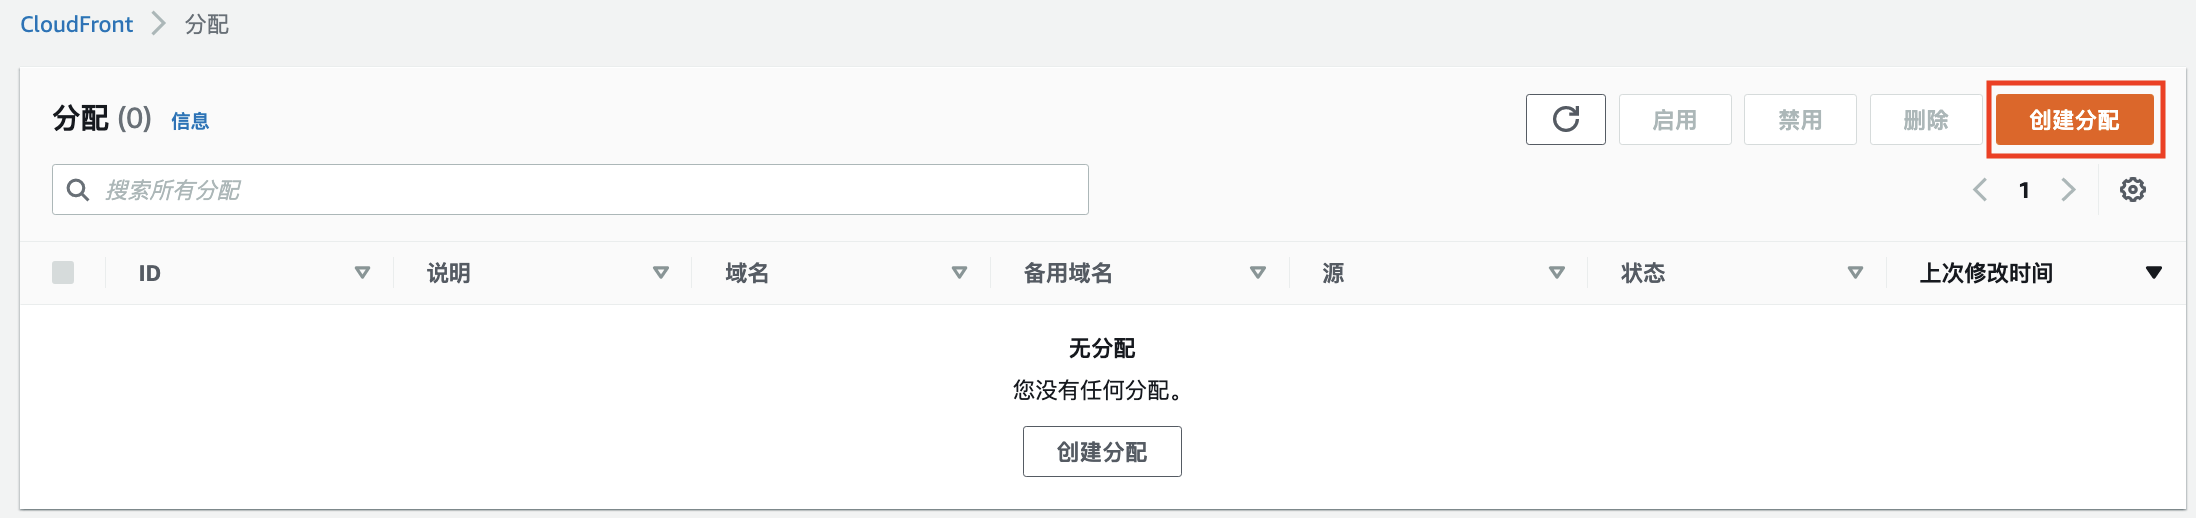 CloudFront 分配
分配 (0) 信息 启用 禁用 删除 创建分配
搜索所有分配 1
ID 说明 域名 备用域名 源 状态 上次修改时间
无分配
您没有任何分配。
创建分配